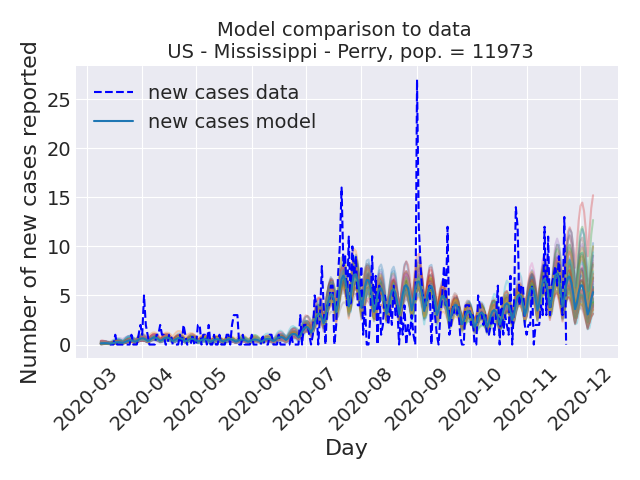 Model comparison to data
US - Mississippi - Perry, pop. = 11973
Number of new cases reported
25
20
15
10
5
0
new cases data
new cases model
2020-03
2020-04
2020-05
2020-06
2020-07
2020-08
2020-09
2020-10
2020-11
2020-12
Day